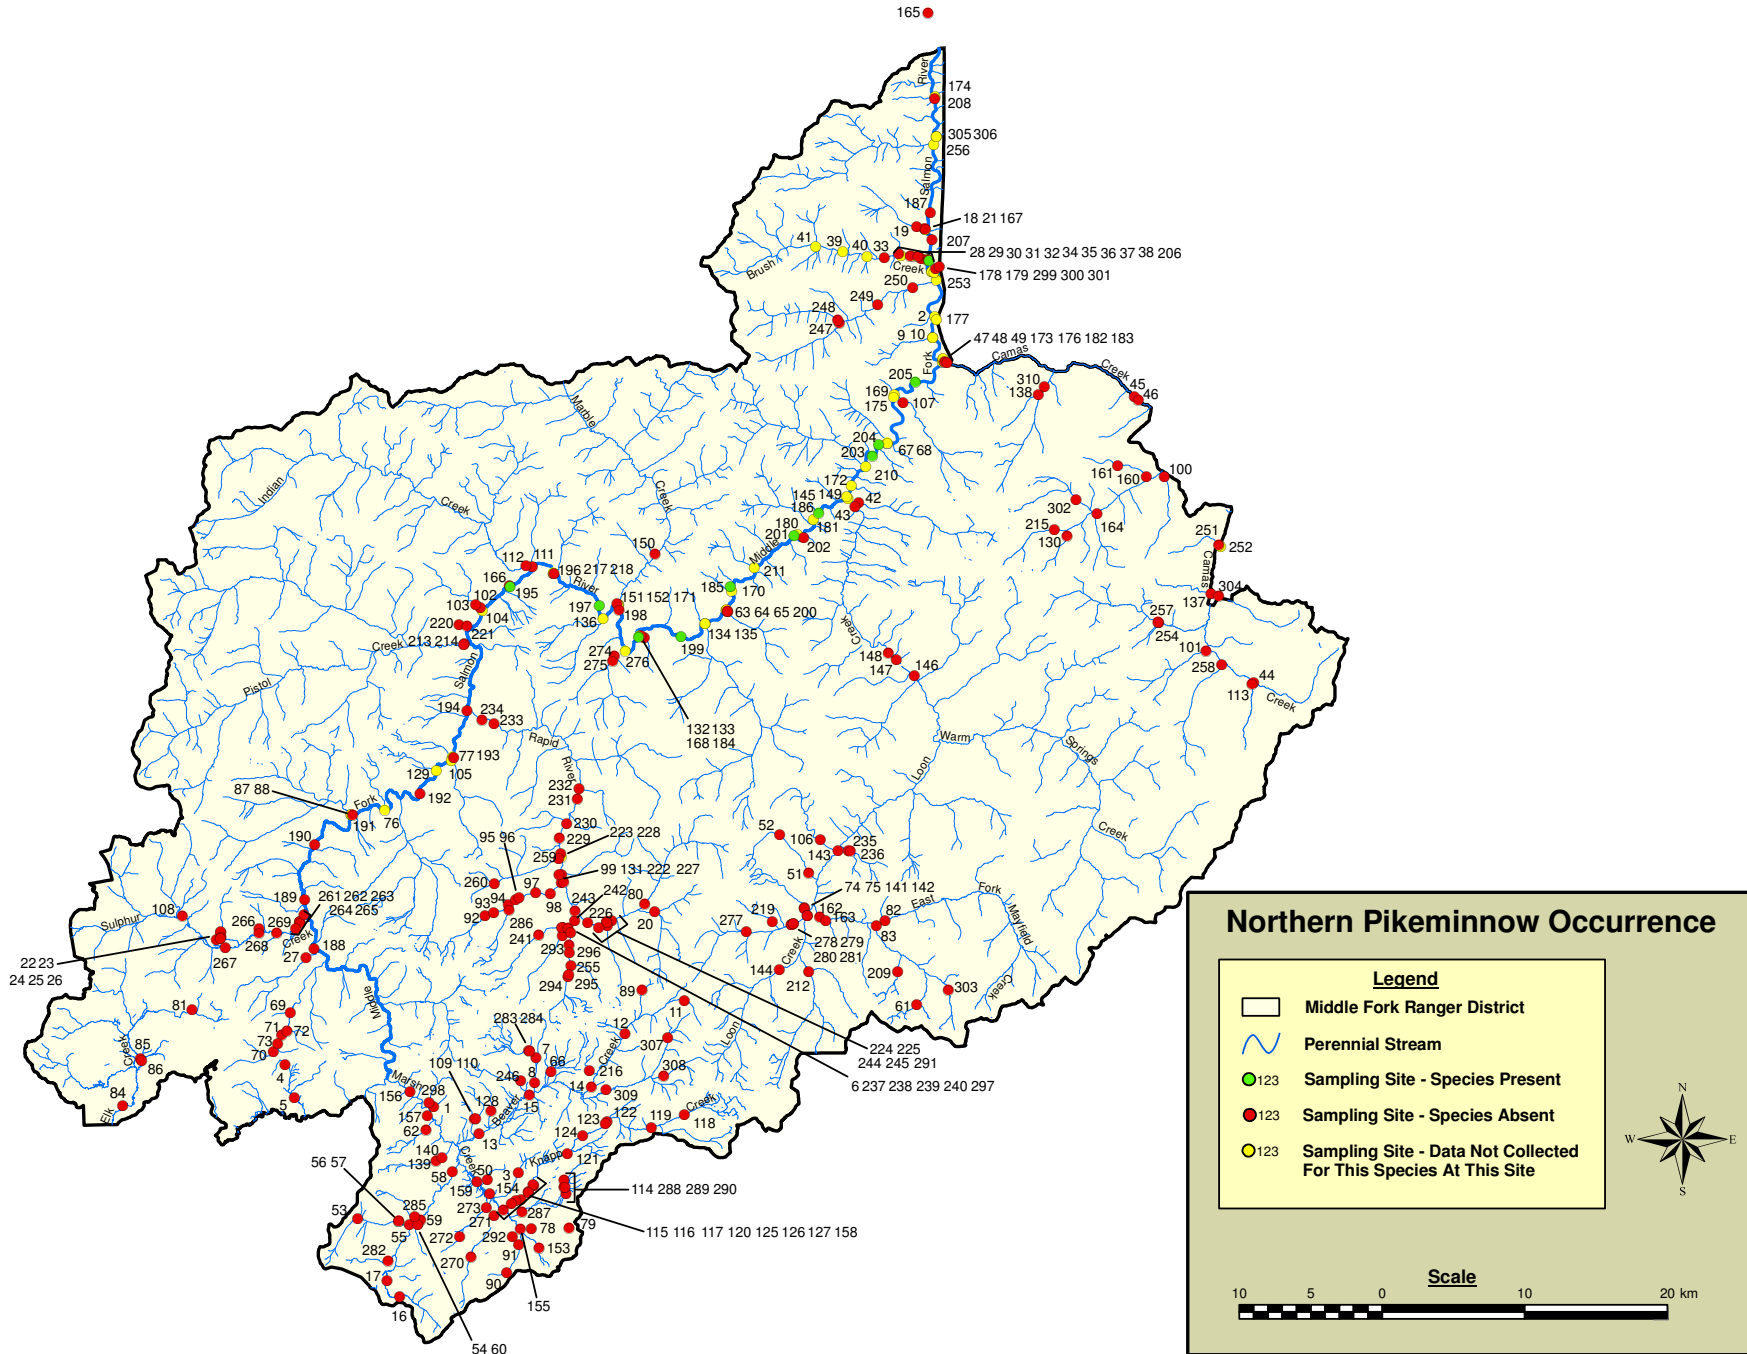 165
River
174
208
305 306
256
Salmon
187
18 21 167
19
207
41 39 40 33
28 29 30 31 32 34 35 36 37 38 206
Brush
Creek
178 179 299 300 301
250
253
249
248
247
2
177
9 10
47 48 49 173 176 182 183
Fork
Camas
Creek
205
310
138
45
46
169
175
107
Marble
204
203
67 68
210
161
160
100
172
Indian
Creek
Creek
145 149
42
186
43
302
164
180
181
201
202
215
130
251
252
150
Middle
112
111
196 217 218
211
Camas
166
195
River
185
170
304
137
102
103
104
197
151 152 171
198
63 64 65 200
220
221
136
134 135
257
254
Creek 213 214
199
Creek
274
275
276
148
147
146
101
258
Salmon
44
113
Creek
Pistol
194
234
233
132 133
168 184
Rapid
Warm
Springs
77 193
129
105
River
Loon
87 88
Fork
192
232
231
191
76
190
230
229
223 228
52
106
235
143
236
Creek
95 96
259
99 131 222 227
260
97
51
242
243
80
74 75 141 142
Fork
189
261 262 263
264 265
94
93
92
98
226
20
162
163
East
82
83
Mayfield
Sulphur
108
266
269
268
Creek
286
241
219
277
278 279
280 281
22 23
24 25 26
267
188
27
293
296
255
294
295
Creek
144
212
209
303
Creek
61
81
69
Middle
89
11
71
72
73
70
283 284
12
307
Loon
224 225
244 245 291
85
86
Creek
4
109 110
7
66
Creek
216
308
6 237 238 239 240 297
84
Elk
5
Marsh
298
156
246
8
14
309
1
157
62
128
Beaver
15
122
123
119
Creek
118
13
124
140
139
Creek
Knapp
121
58
50
3
56 57
159
154
114 288 289 290
53
285
59
55
273
271
287
78
79
115 116 117 120 125 126 127 158
272
292
282
270
91
153
17
90
16
155
54 60
Northern Pikeminnow Occurrence
Legend
Middle Fork Ranger District
Perennial Stream
123 Sampling Site - Species Present
123 Sampling Site - Species Absent
123 Sampling Site - Data Not Collected
For This Species At This Site
N
W E
S
Scale
10 5 0 10 20 km